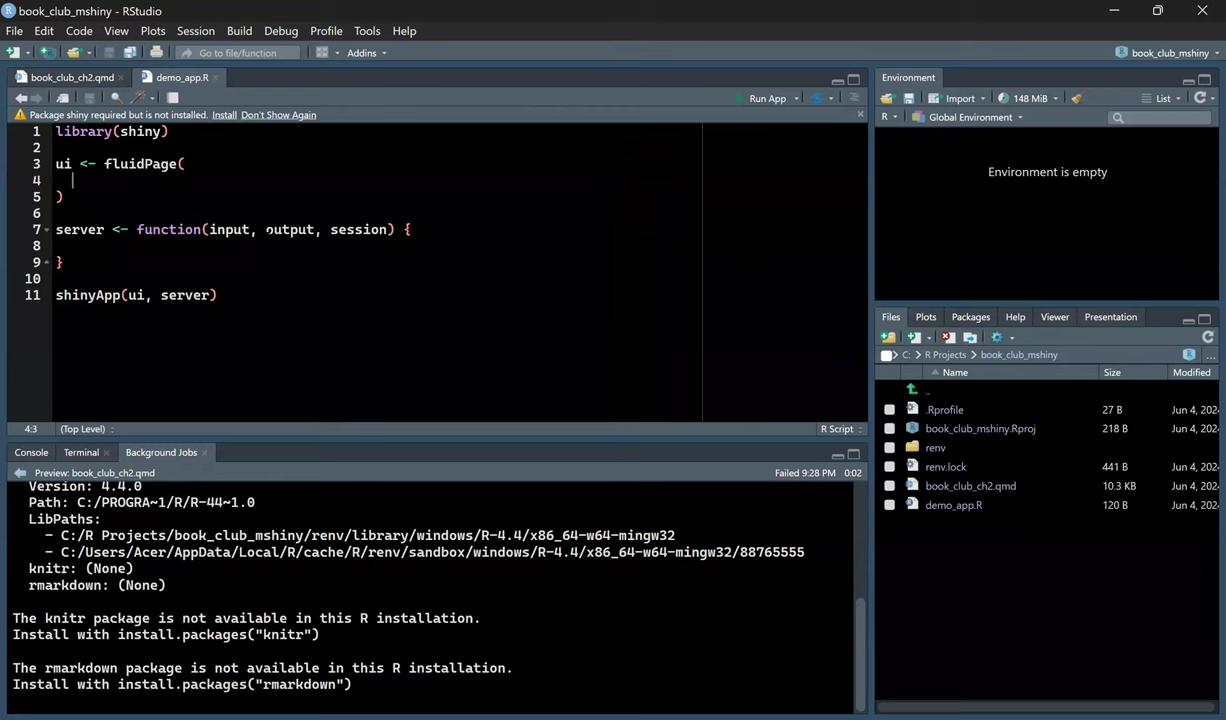 book_club_mshiny - RStudio
File Edit Code View Plots Session Build Debug Profile Tools Help
Go to file/function Addins book_club_mshiny
book_club_ch2.qmd demo_app.R
Run App
Package shiny required but is not installed. Install Don't Show Again
1 library(shiny)
2
3 ui <- fluidPage(
4
5 )
6
7 server <- function(input, output, session) {
8
9 }
10
11 shinyApp(ui, server)
4:3 (Top Level) R Script
Console Terminal Background Jobs
Preview: book_club_ch2.qmd Failed 9:28 PM 0:02
Version: 4.4.0
Path: C:/PROGRA~1/R/R-44~1.0
LibPaths:
- C:/R Projects/book_club_mshiny/renv/library/windows/R-4.4/x86_64-w64-mingw32
- C:/Users/Acer/AppData/Local/R/cache/R/renv/sandbox/windows/R-4.4/x86_64-w64-mingw32/88765555
knitr: (None)
rmarkdown: (None)
The knitr package is not available in this R installation.
Install with install.packages("knitr")
The rmarkdown package is not available in this R installation.
Install with install.packages("rmarkdown")
Environment
Import 148 MiB List
R Global Environment
Environment is empty
Files Plots Packages Help Viewer Presentation
C: R Projects book_club_mshiny ...
Name Size Modified
..
.Rprofile 27 B Jun 4, 202
book_club_mshiny.Rproj 218 B Jun 4, 202
renv
renv.lock 441 B Jun 4, 202
book_club_ch2.qmd 10.3 KB Jun 4, 202
demo_app.R 120 B Jun 4, 202